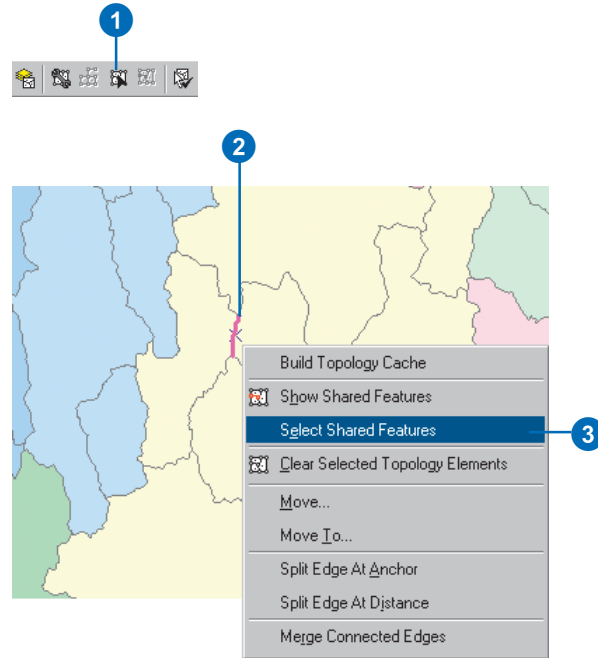 1
2
Build Topology Cache
Show Shared Features
Select Shared Features
3
Clear Selected Topology Elements
Move...
Move To...
Split Edge At Anchor
Split Edge At Distance
Merge Connected Edges